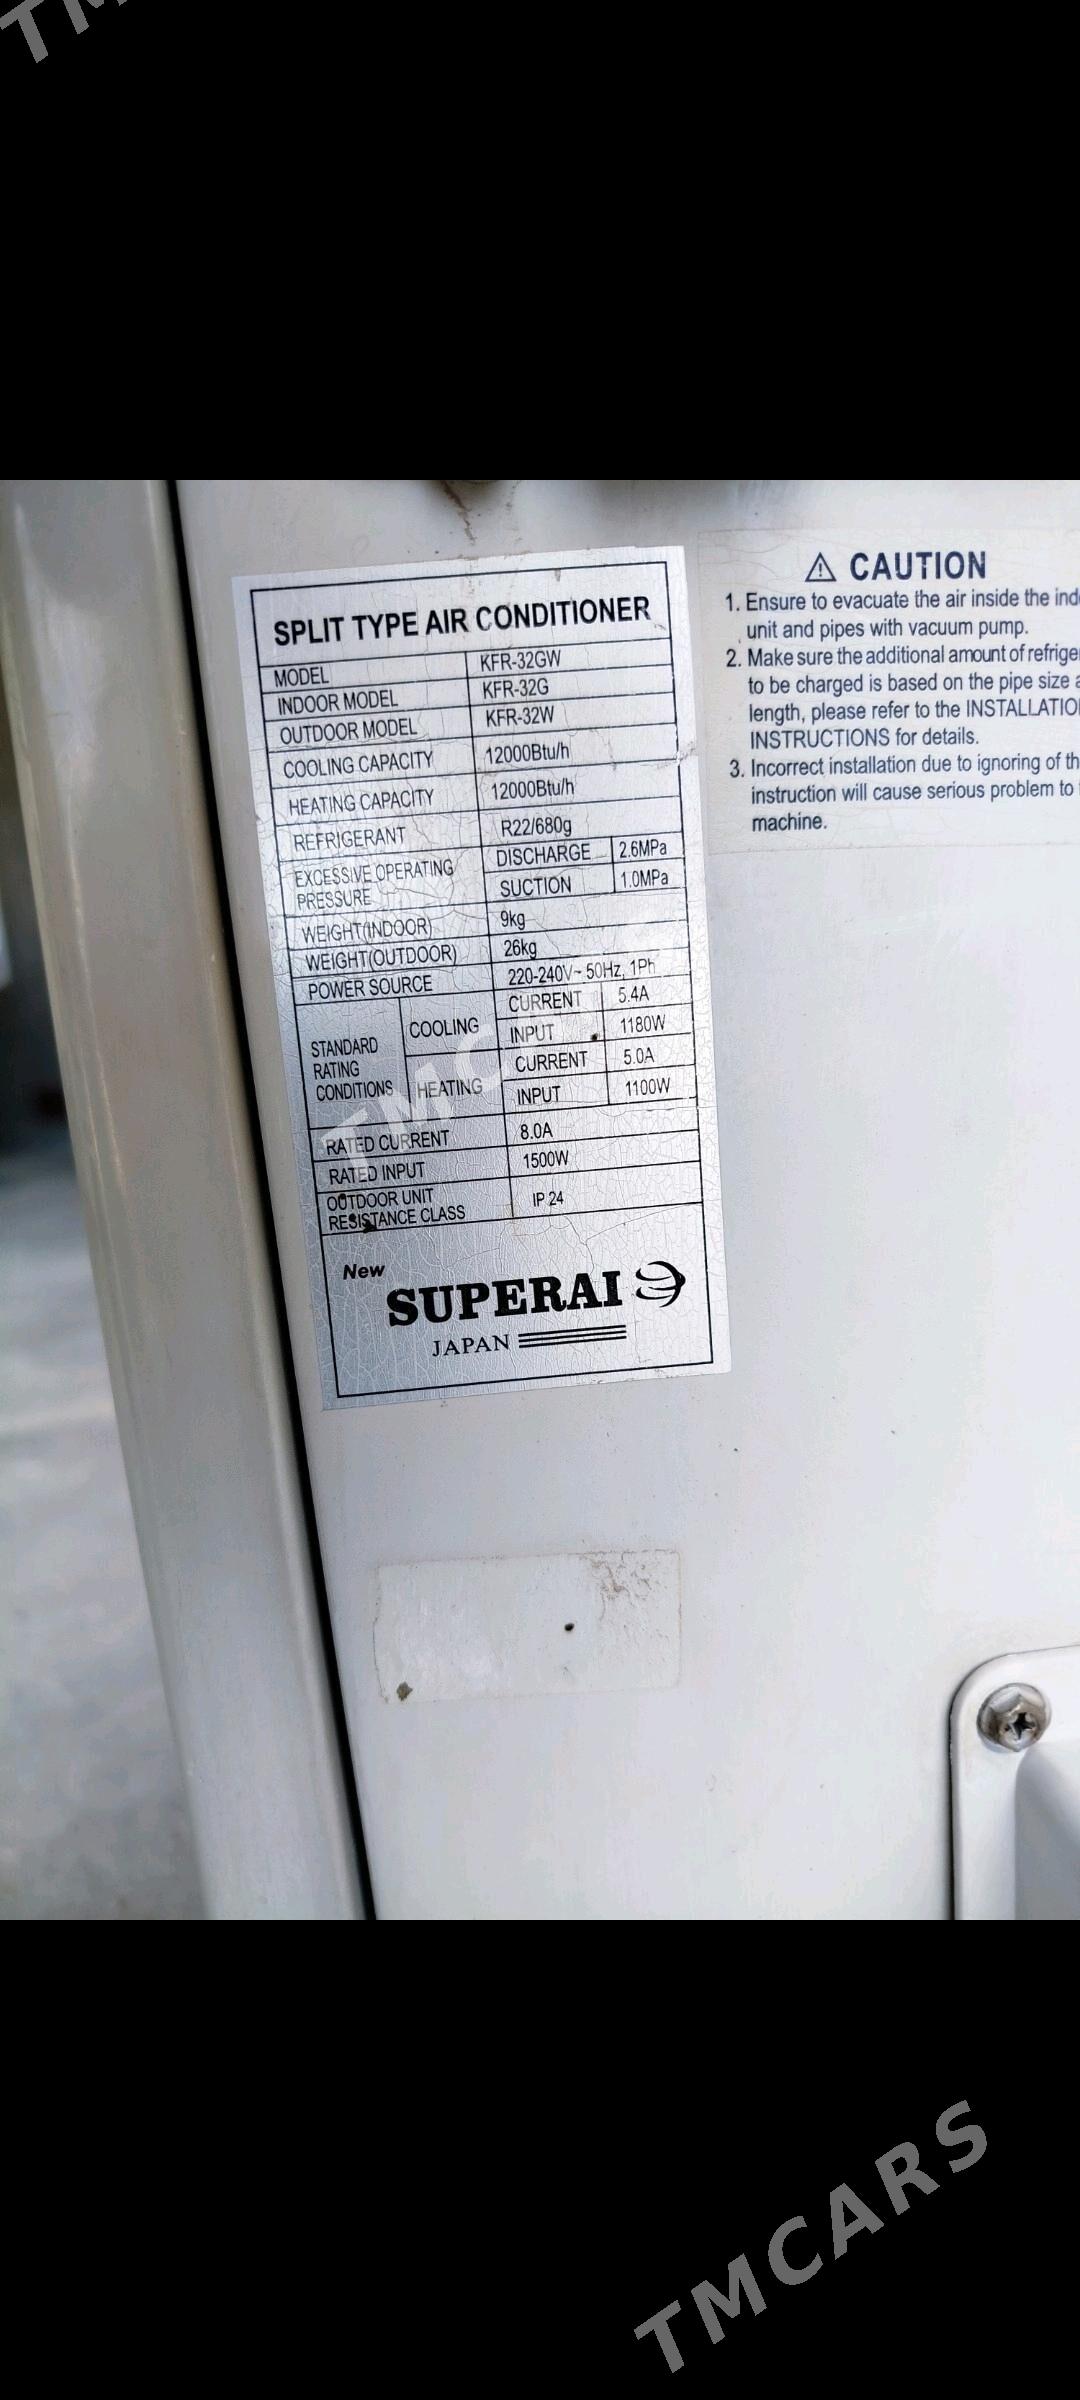 SPLIT TYPE AIR CONDITIONER
MODEL KFR-32GW
INDOOR MODEL KFR-32G
OUTDOOR MODEL KFR-32W
COOLING CAPACITY 12000Btu/h
HEATING CAPACITY 12000Btu/h
REFRIGERANT R22/680g
EXCESSIVE OPERATING PRESSURE DISCHARGE 2.6MPa
SUCTION 1.0MPa
WEIGHT(INDOOR) 9kg
WEIGHT(OUTDOOR) 26kg
POWER SOURCE 220-240V~50Hz, 1Ph
STANDARD RATING CONDITIONS COOLING CURRENT 5.4A
INPUT 1180W
HEATING CURRENT 5.0A
INPUT 1100W
RATED CURRENT 8.0A
RATED INPUT 1500W
OUTDOOR UNIT RESISTANCE CLASS IP 24
New
SUPERAI
JAPAN
⚠ CAUTION
1. Ensure to evacuate the air inside the
unit and pipes with vacuum pump.
2. Make sure the additional amount of
to be charged is based on the pipe size
length, please refer to the
INSTRUCTIONS for details.
3. Incorrect installation due to ignoring of
instruction will cause serious problem to
machine.
TMCARS